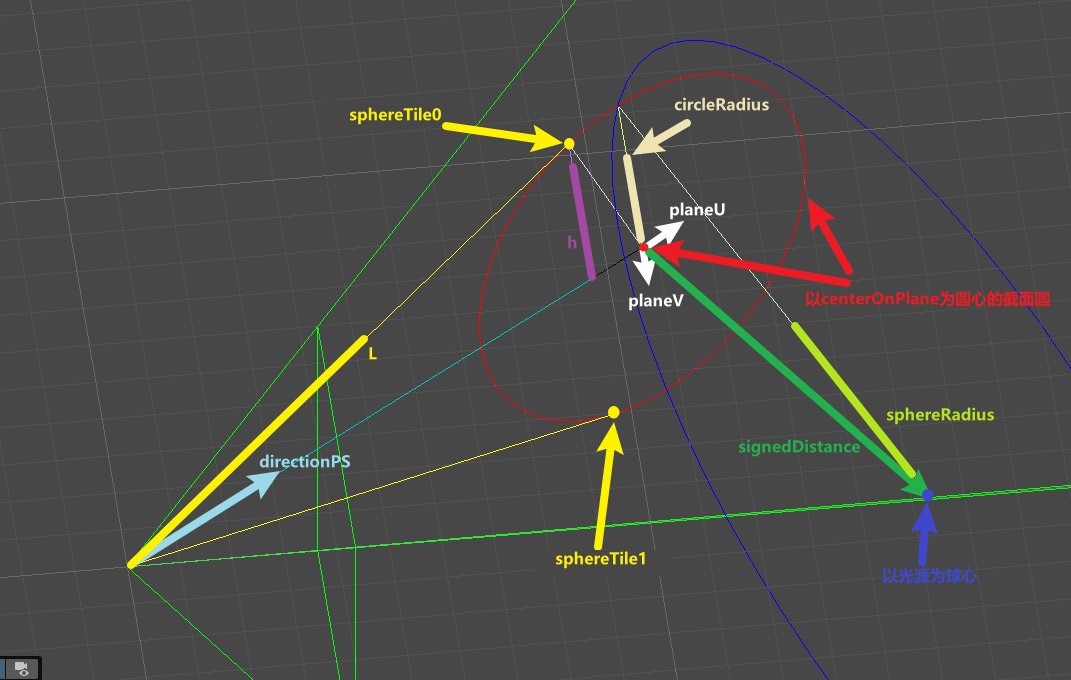 circleRadius
sphereTile0
planeU
h
planeV
以centerOnPlane为圆心的截面圆
L
sphereRadius
signedDistance
directionPS
sphereTile1
以光源为球心